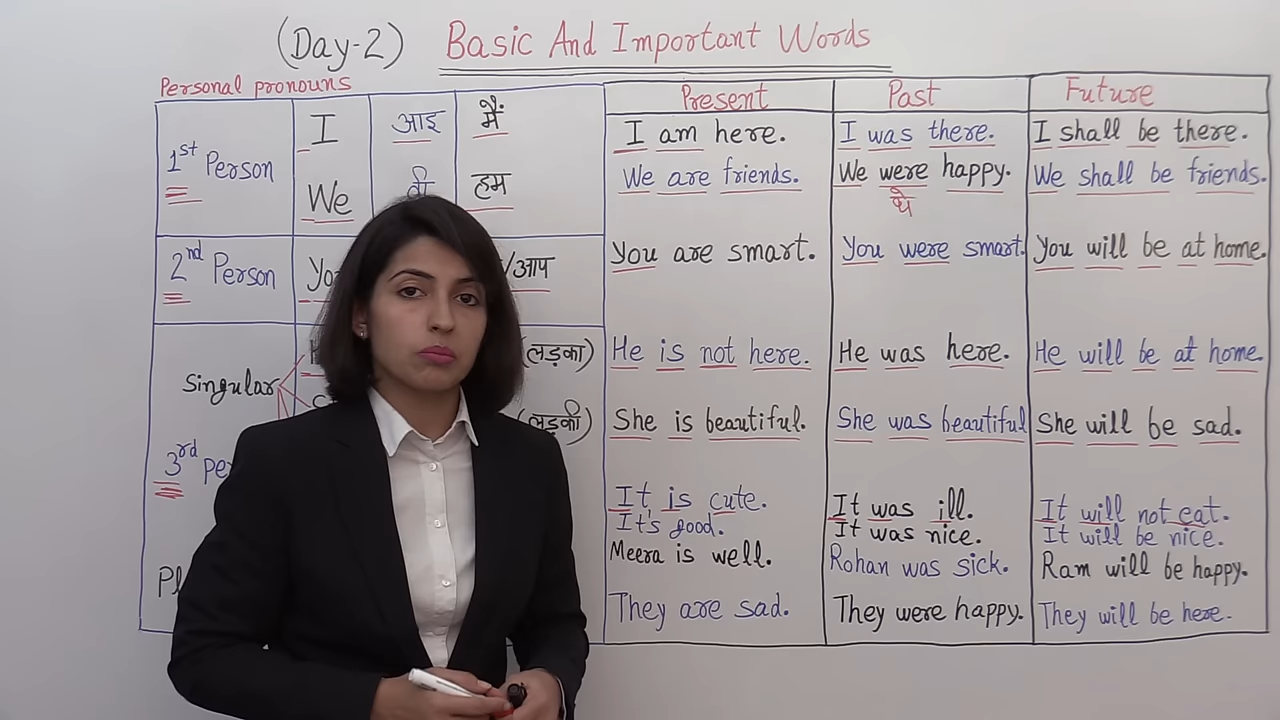 (Day-2) Basic And Important Words
Personal pronouns
Present Past Future
1st Person I आइ मैं I am here. I was there. I shall be there.
We वी हम We are friends. We were happy. We shall be friends.
थे
2nd Person /आप You are smart. You were smart. You will be at home.
Singular (लड़का) He is not here. He was here. He will be at home.
(लड़की) She is beautiful. She was beautiful She will be sad.
3rd
It is cute. It was ill. It will not eat.
It's good. It was nice. It will be nice.
Meera is well. Rohan was sick. Ram will be happy.
They are sad. They were happy. They will be here.